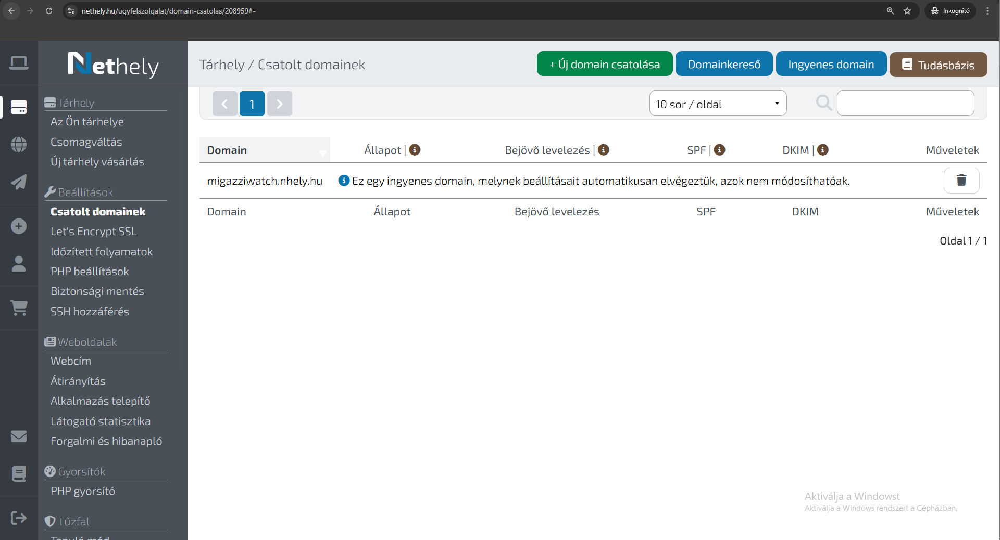 nethely.hu/ugyfelszolgalat/domain-csatolas/208959#-
Inkognitó
Nethely
Tárhely / Csatolt domainek
+ Új domain csatolása
Domainkereső
Ingyenes domain
Tudásbázis
Tárhely
Az Ön tárhelye
Csomagváltás
Új tárhely vásárlás
Beállítások
Csatolt domainek
Let's Encrypt SSL
Időzített folyamatok
PHP beállítások
Biztonsági mentés
SSH hozzáférés
Weboldalak
Webcím
Átirányítás
Alkalmazás telepítő
Látogató statisztika
Forgalmi és hibanapló
Gyorsítók
PHP gyorsító
Tűzfal
1
10 sor / oldal
Domain Állapot | Bejövő levelezés | SPF | DKIM | Műveletek
migazziwatch.nhely.hu Ez egy ingyenes domain, melynek beállításait automatikusan elvégeztük, azok nem módosíthatóak.
Domain Állapot Bejövő levelezés SPF DKIM Műveletek
Oldal 1 / 1
Aktiválja a Windowst
Aktiválja a Windows rendszert a Gépházban.